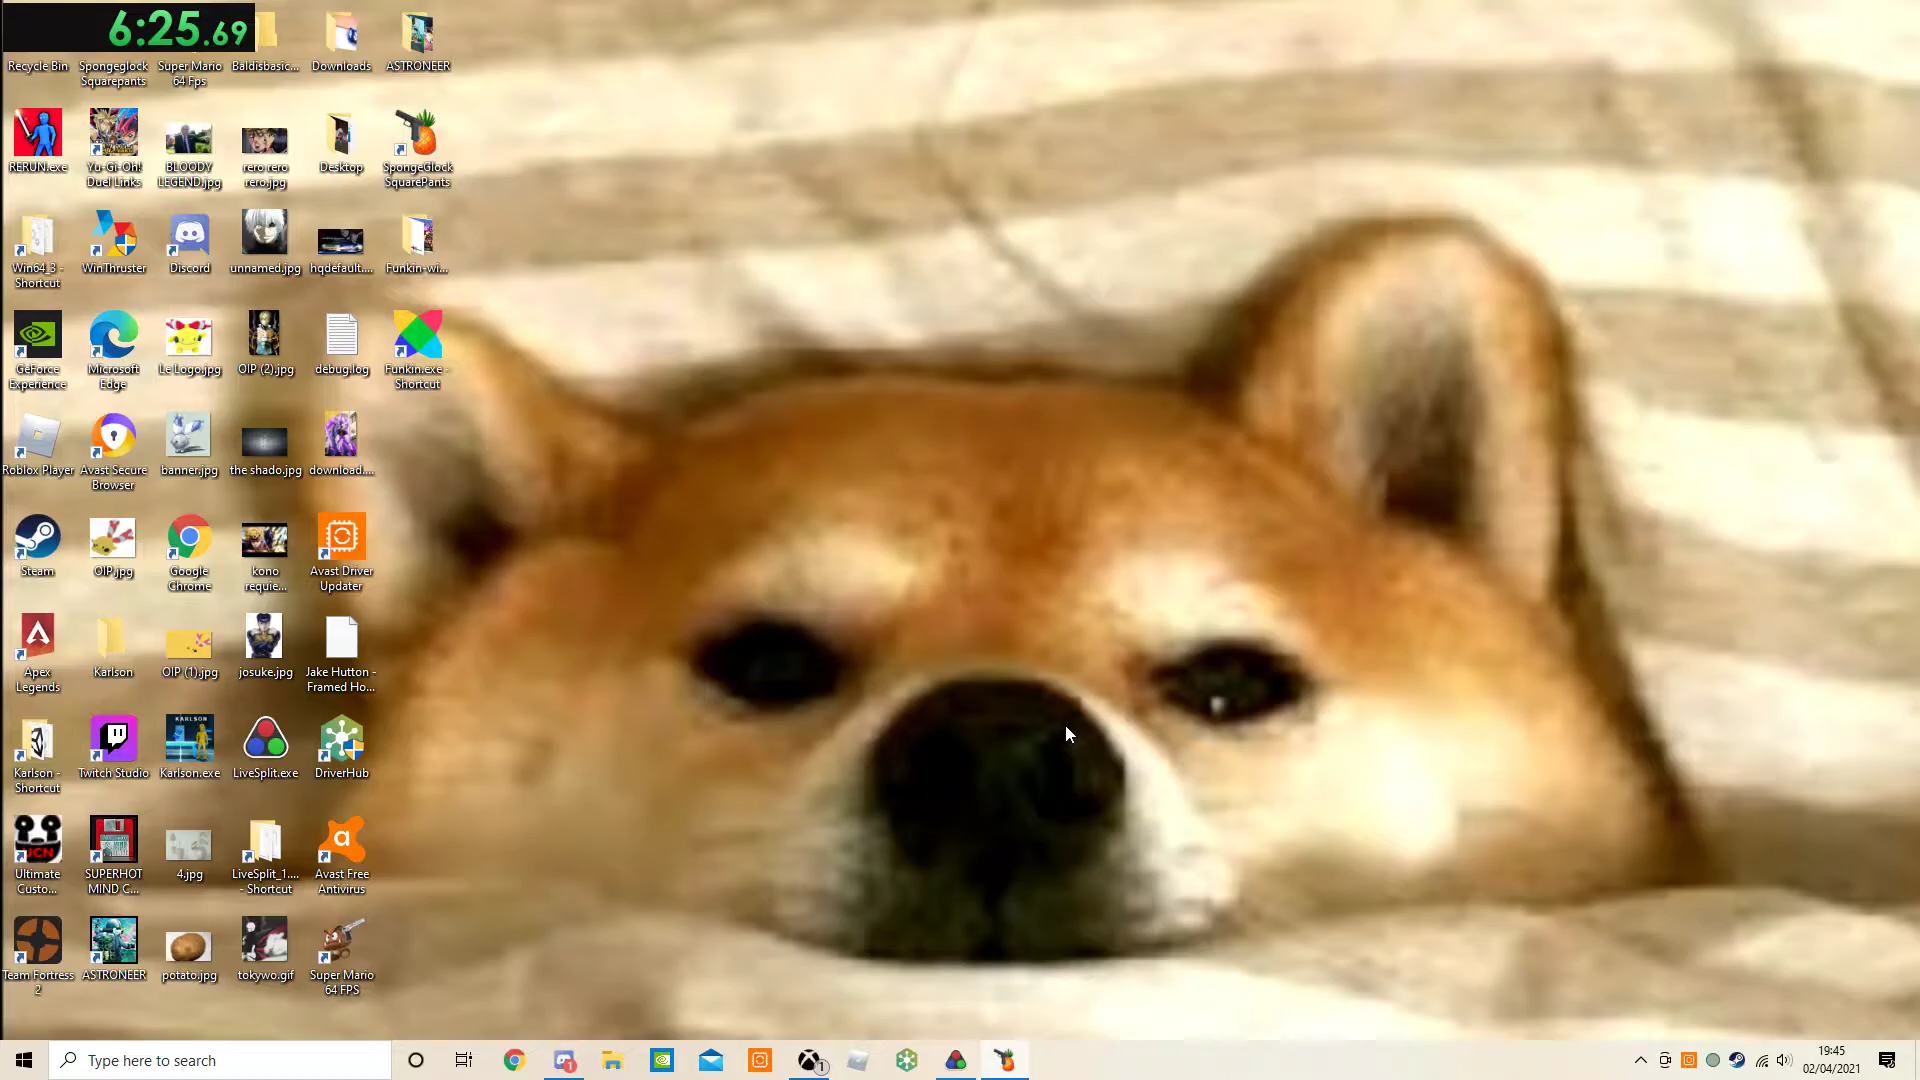 6:25.69
Recycle Bin
Spongeglock
Squarepants
Super Mario
64 Fps
Baldisbasic...
Downloads
ASTRONEER
RERUN.exe
Yu-Gi-Oh!
Duel Links
BLOODY
LEGEND.jpg
rero rero
rero.jpg
Desktop
SpongeGlock
SquarePants
Win64_3 -
Shortcut
WinThruster
Discord
unnamed.jpg
hqdefault....
Funkin-wi...
GeForce
Experience
Microsoft
Edge
Le Logo.jpg
OIP (2).jpg
debug.log
Funkin.exe -
Shortcut
Roblox Player
Avast Secure
Browser
banner.jpg
the shado.jpg
download....
Steam
OIP.jpg
Google
Chrome
kono
requie...
Avast Driver
Updater
Apex
Legends
Karlson
OIP (1).jpg
josuke.jpg
Jake Hutton -
Framed Ho...
Karlson -
Shortcut
Twitch Studio
KARLSON
Karlson.exe
LiveSplit.exe
DriverHub
UCN
Ultimate
Custo...
SUPERHOT
MIND C...
4.jpg
LiveSplit_1....
- Shortcut
a
Avast Free
Antivirus
Team Fortress
2
ASTRONEER
potato.jpg
tokywo.gif
Super Mario
64 FPS
Type here to search
1
1
19:45
02/04/2021